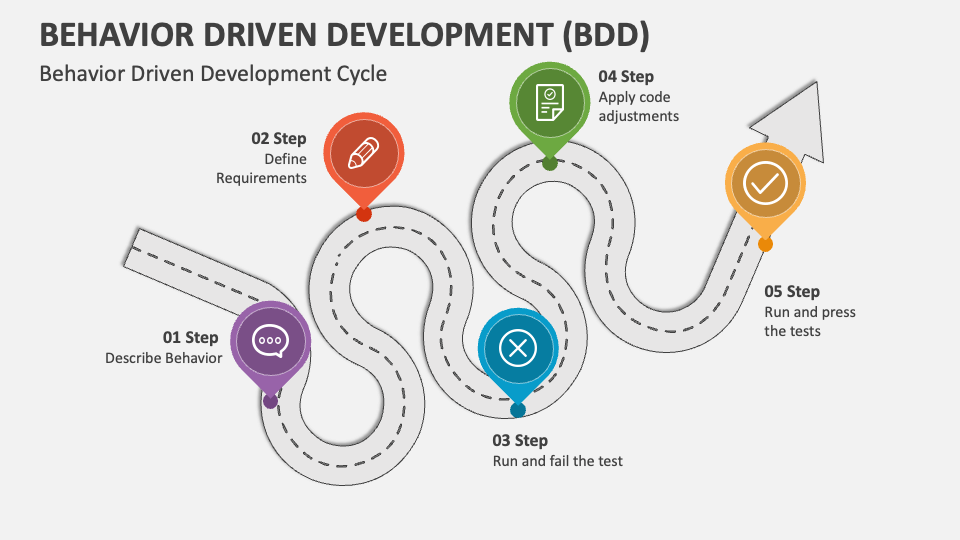 BEHAVIOR DRIVEN DEVELOPMENT (BDD)
Behavior Driven Development Cycle
01 Step
Describe Behavior
02 Step
Define
Requirements
03 Step
Run and fail the test
04 Step
Apply code
adjustments
05 Step
Run and press
the tests